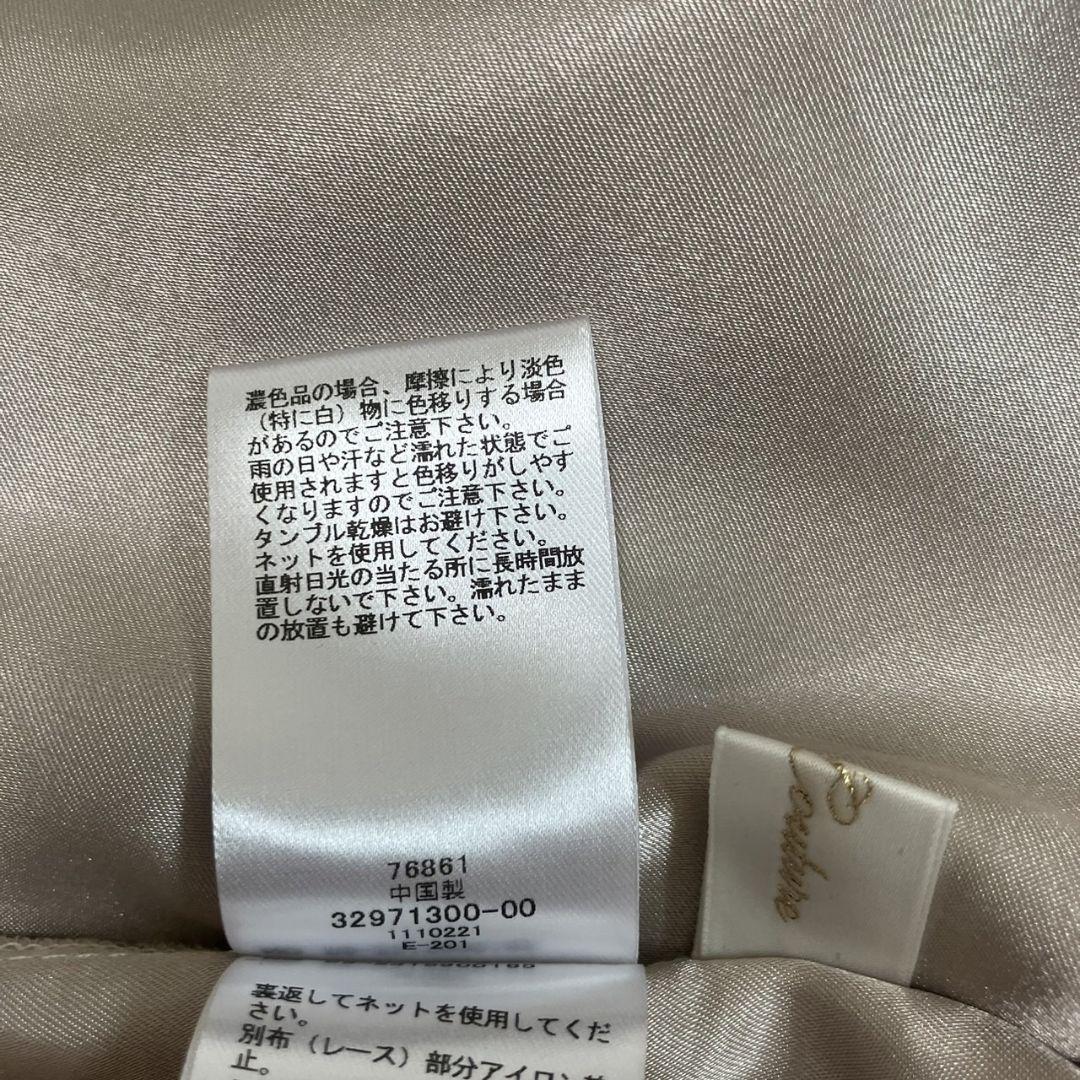 濃色品の場合、摩擦により淡色
（特に白）物に色移りする場合
があるのでご注意下さい。
雨の日や汗など濡れた状態でご
使用されますと色移りがしやす
くなりますのでご注意下さい。
タンブル乾燥はお避け下さい。
ネットを使用してください。
直射日光の当たる所に長時間放
置しないで下さい。濡れたまま
の放置も避けて下さい。
76861
中国製
32971300-00
1110221
E-201
裏返してネットを使用してくだ
さい。
別布（レース）部分アイロン
止。